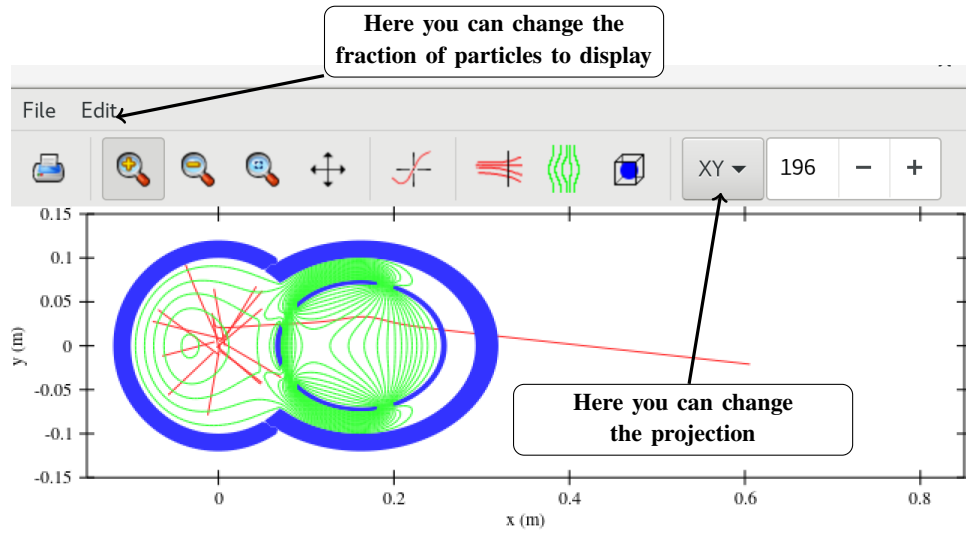 Here you can change the
fraction of particles to display
File Edit
XY 196 − +
0.15
0.1
0.05
0
-0.05
-0.1
-0.15
y (m)
Here you can change
the projection
0 0.2 0.4 0.6 0.8
x (m)